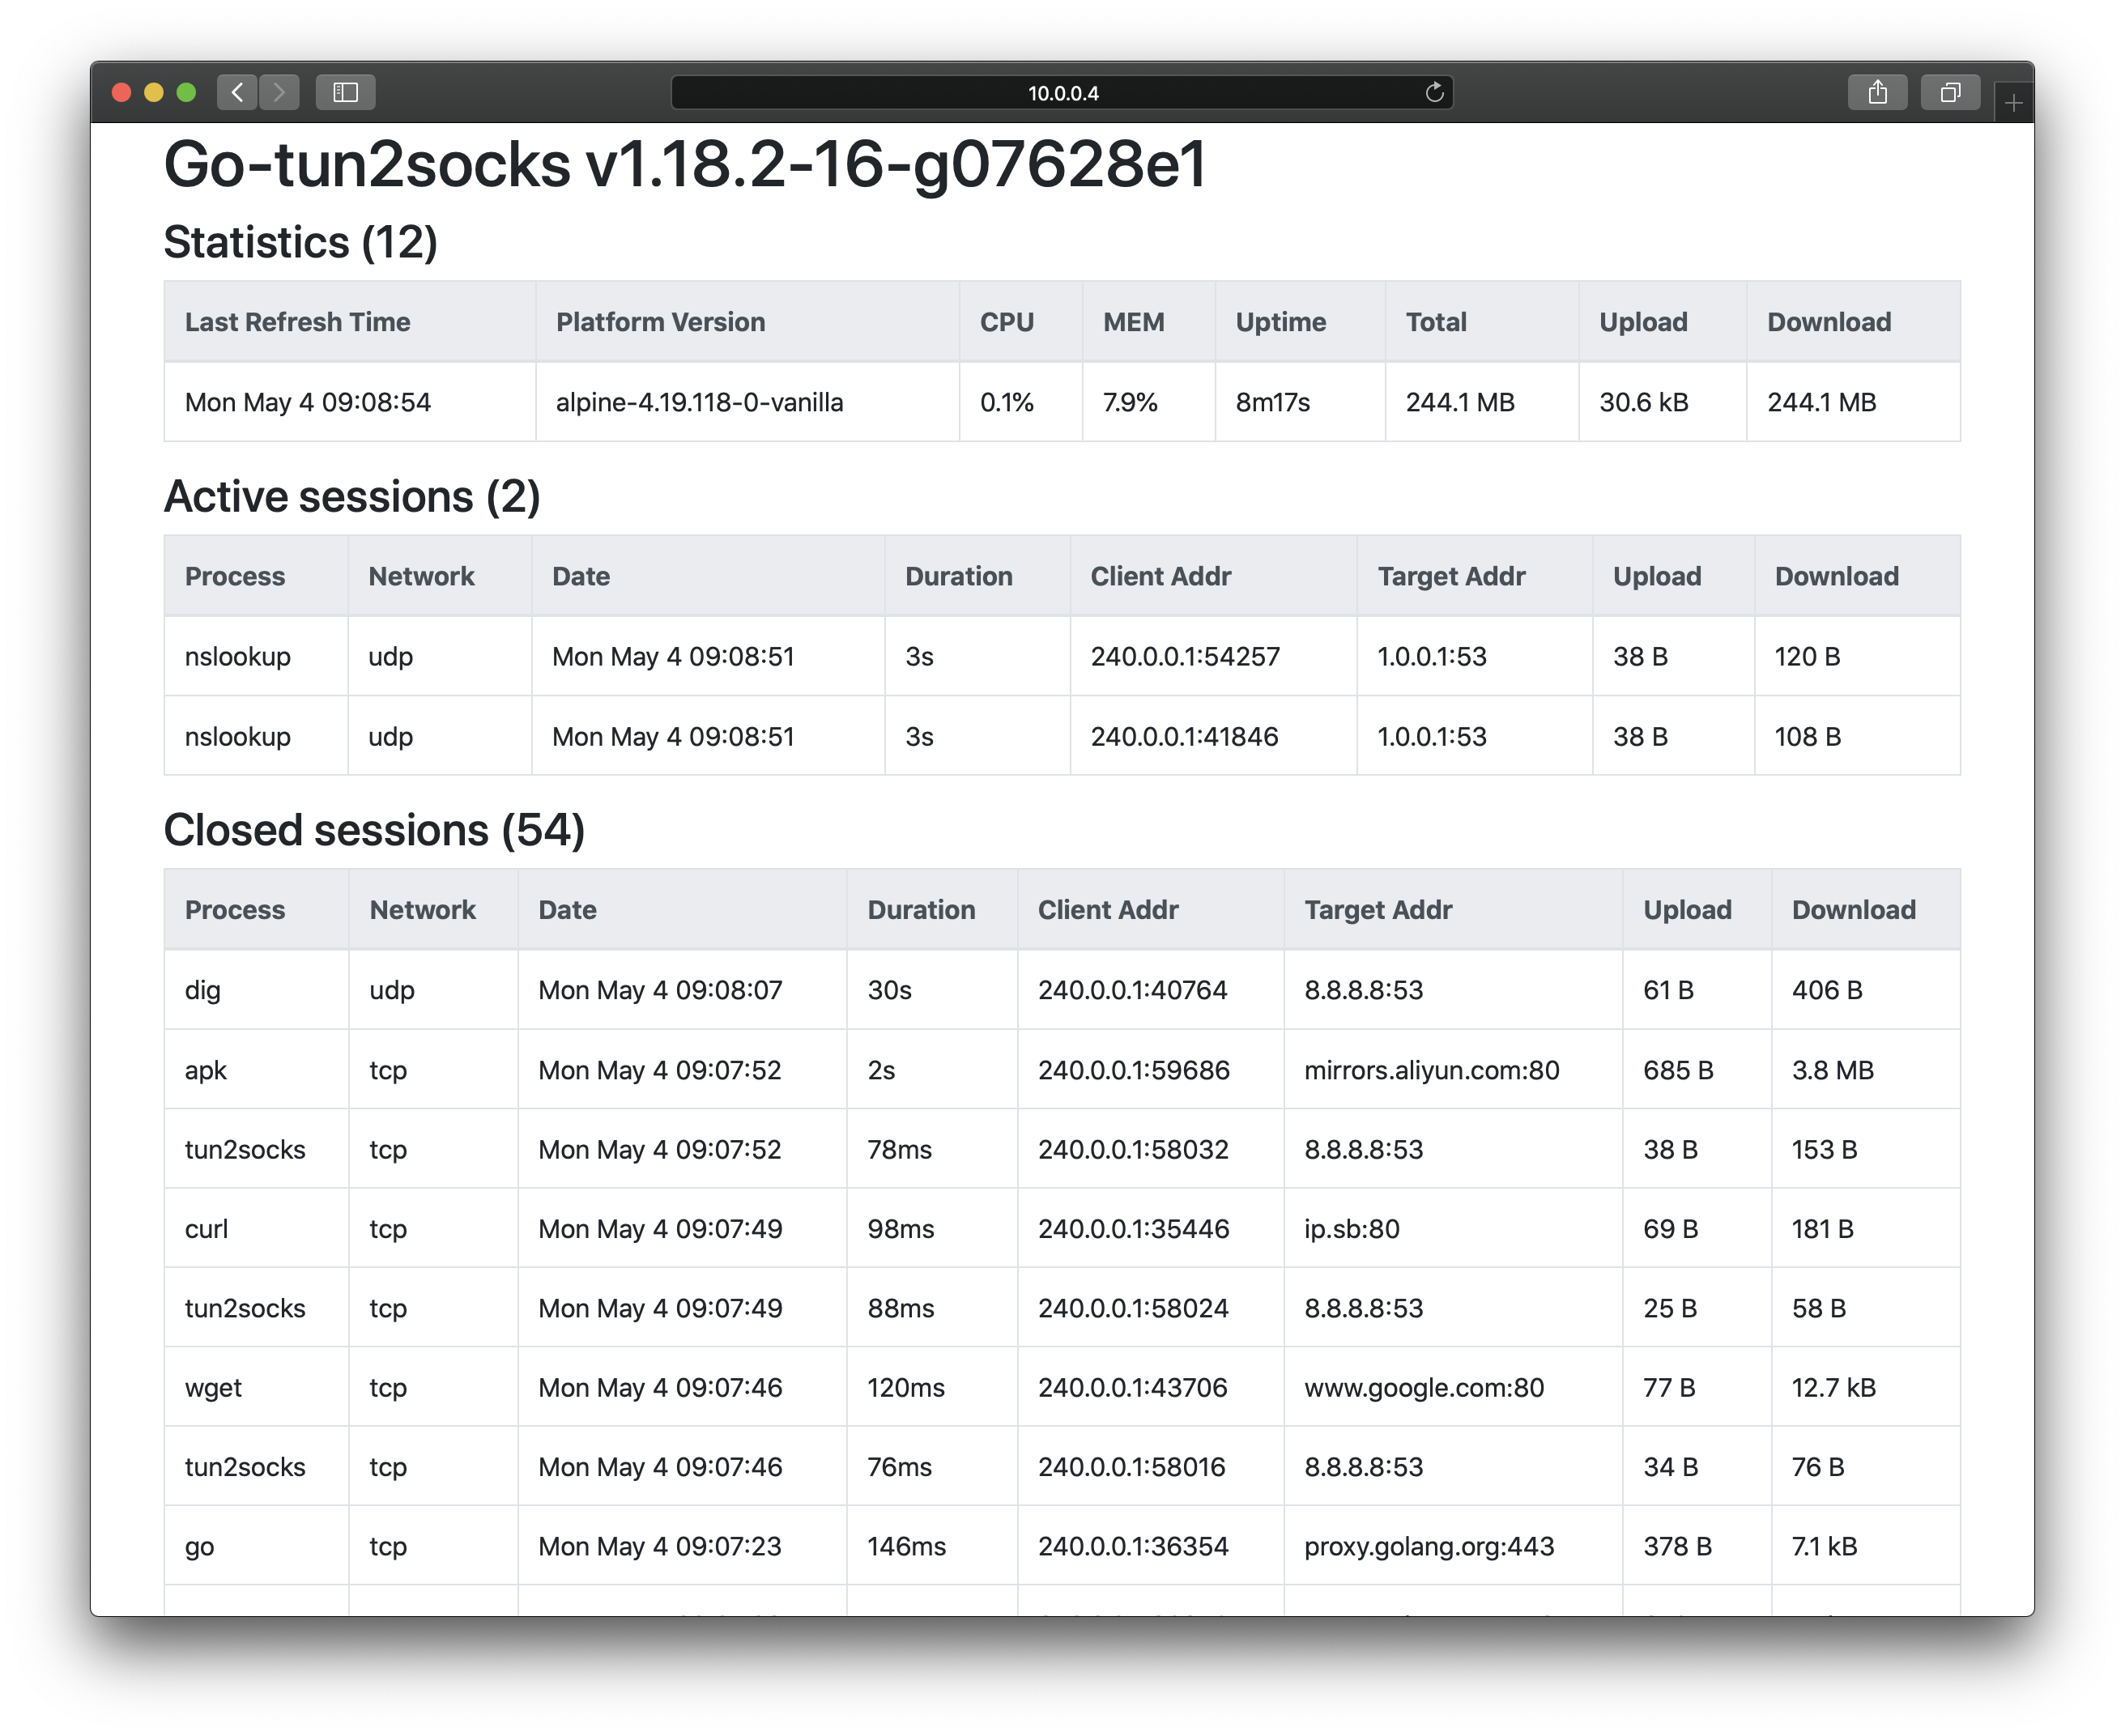 10.0.0.4
Go-tun2socks v1.18.2-16-g07628e1
Statistics (12)
Last Refresh Time Platform Version CPU MEM Uptime Total Upload Download
Mon May 4 09:08:54 alpine-4.19.118-0-vanilla 0.1% 7.9% 8m17s 244.1 MB 30.6 kB 244.1 MB
Active sessions (2)
Process Network Date Duration Client Addr Target Addr Upload Download
nslookup udp Mon May 4 09:08:51 3s 240.0.0.1:54257 1.0.0.1:53 38 B 120 B
nslookup udp Mon May 4 09:08:51 3s 240.0.0.1:41846 1.0.0.1:53 38 B 108 B
Closed sessions (54)
Process Network Date Duration Client Addr Target Addr Upload Download
dig udp Mon May 4 09:08:07 30s 240.0.0.1:40764 8.8.8.8:53 61 B 406 B
apk tcp Mon May 4 09:07:52 2s 240.0.0.1:59686 mirrors.aliyun.com:80 685 B 3.8 MB
tun2socks tcp Mon May 4 09:07:52 78ms 240.0.0.1:58032 8.8.8.8:53 38 B 153 B
curl tcp Mon May 4 09:07:49 98ms 240.0.0.1:35446 ip.sb:80 69 B 181 B
tun2socks tcp Mon May 4 09:07:49 88ms 240.0.0.1:58024 8.8.8.8:53 25 B 58 B
wget tcp Mon May 4 09:07:46 120ms 240.0.0.1:43706 www.google.com:80 77 B 12.7 kB
tun2socks tcp Mon May 4 09:07:46 76ms 240.0.0.1:58016 8.8.8.8:53 34 B 76 B
go tcp Mon May 4 09:07:23 146ms 240.0.0.1:36354 proxy.golang.org:443 378 B 7.1 kB